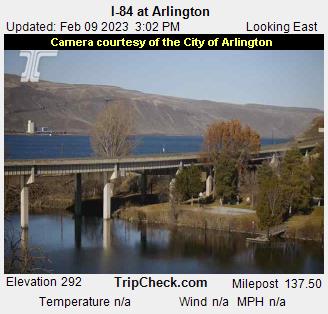 I-84 at Arlington
Updated: Feb 09 2023 3:02 PM Looking East
Camera courtesy of the City of Arlington
Elevation 292 TripCheck.com Milepost 137.50
Temperature n/a Wind n/a MPH n/a